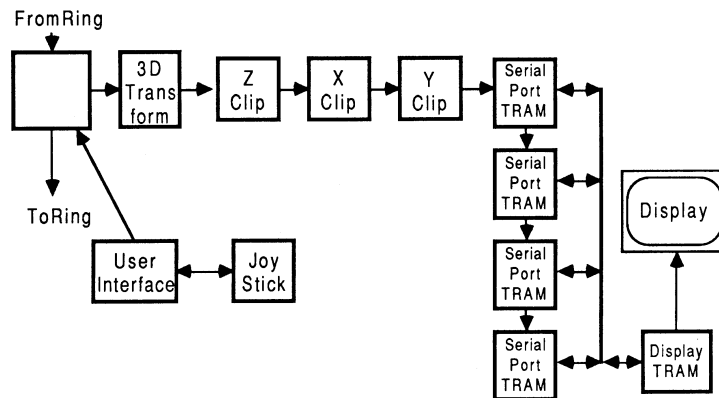 FromRing
3D
Trans
form
Z
Clip
X
Clip
Y
Clip
Serial
Port
TRAM
Serial
Port
TRAM
Serial
Port
TRAM
Serial
Port
TRAM
ToRing
User
Interface
Joy
Stick
Display
Display
TRAM